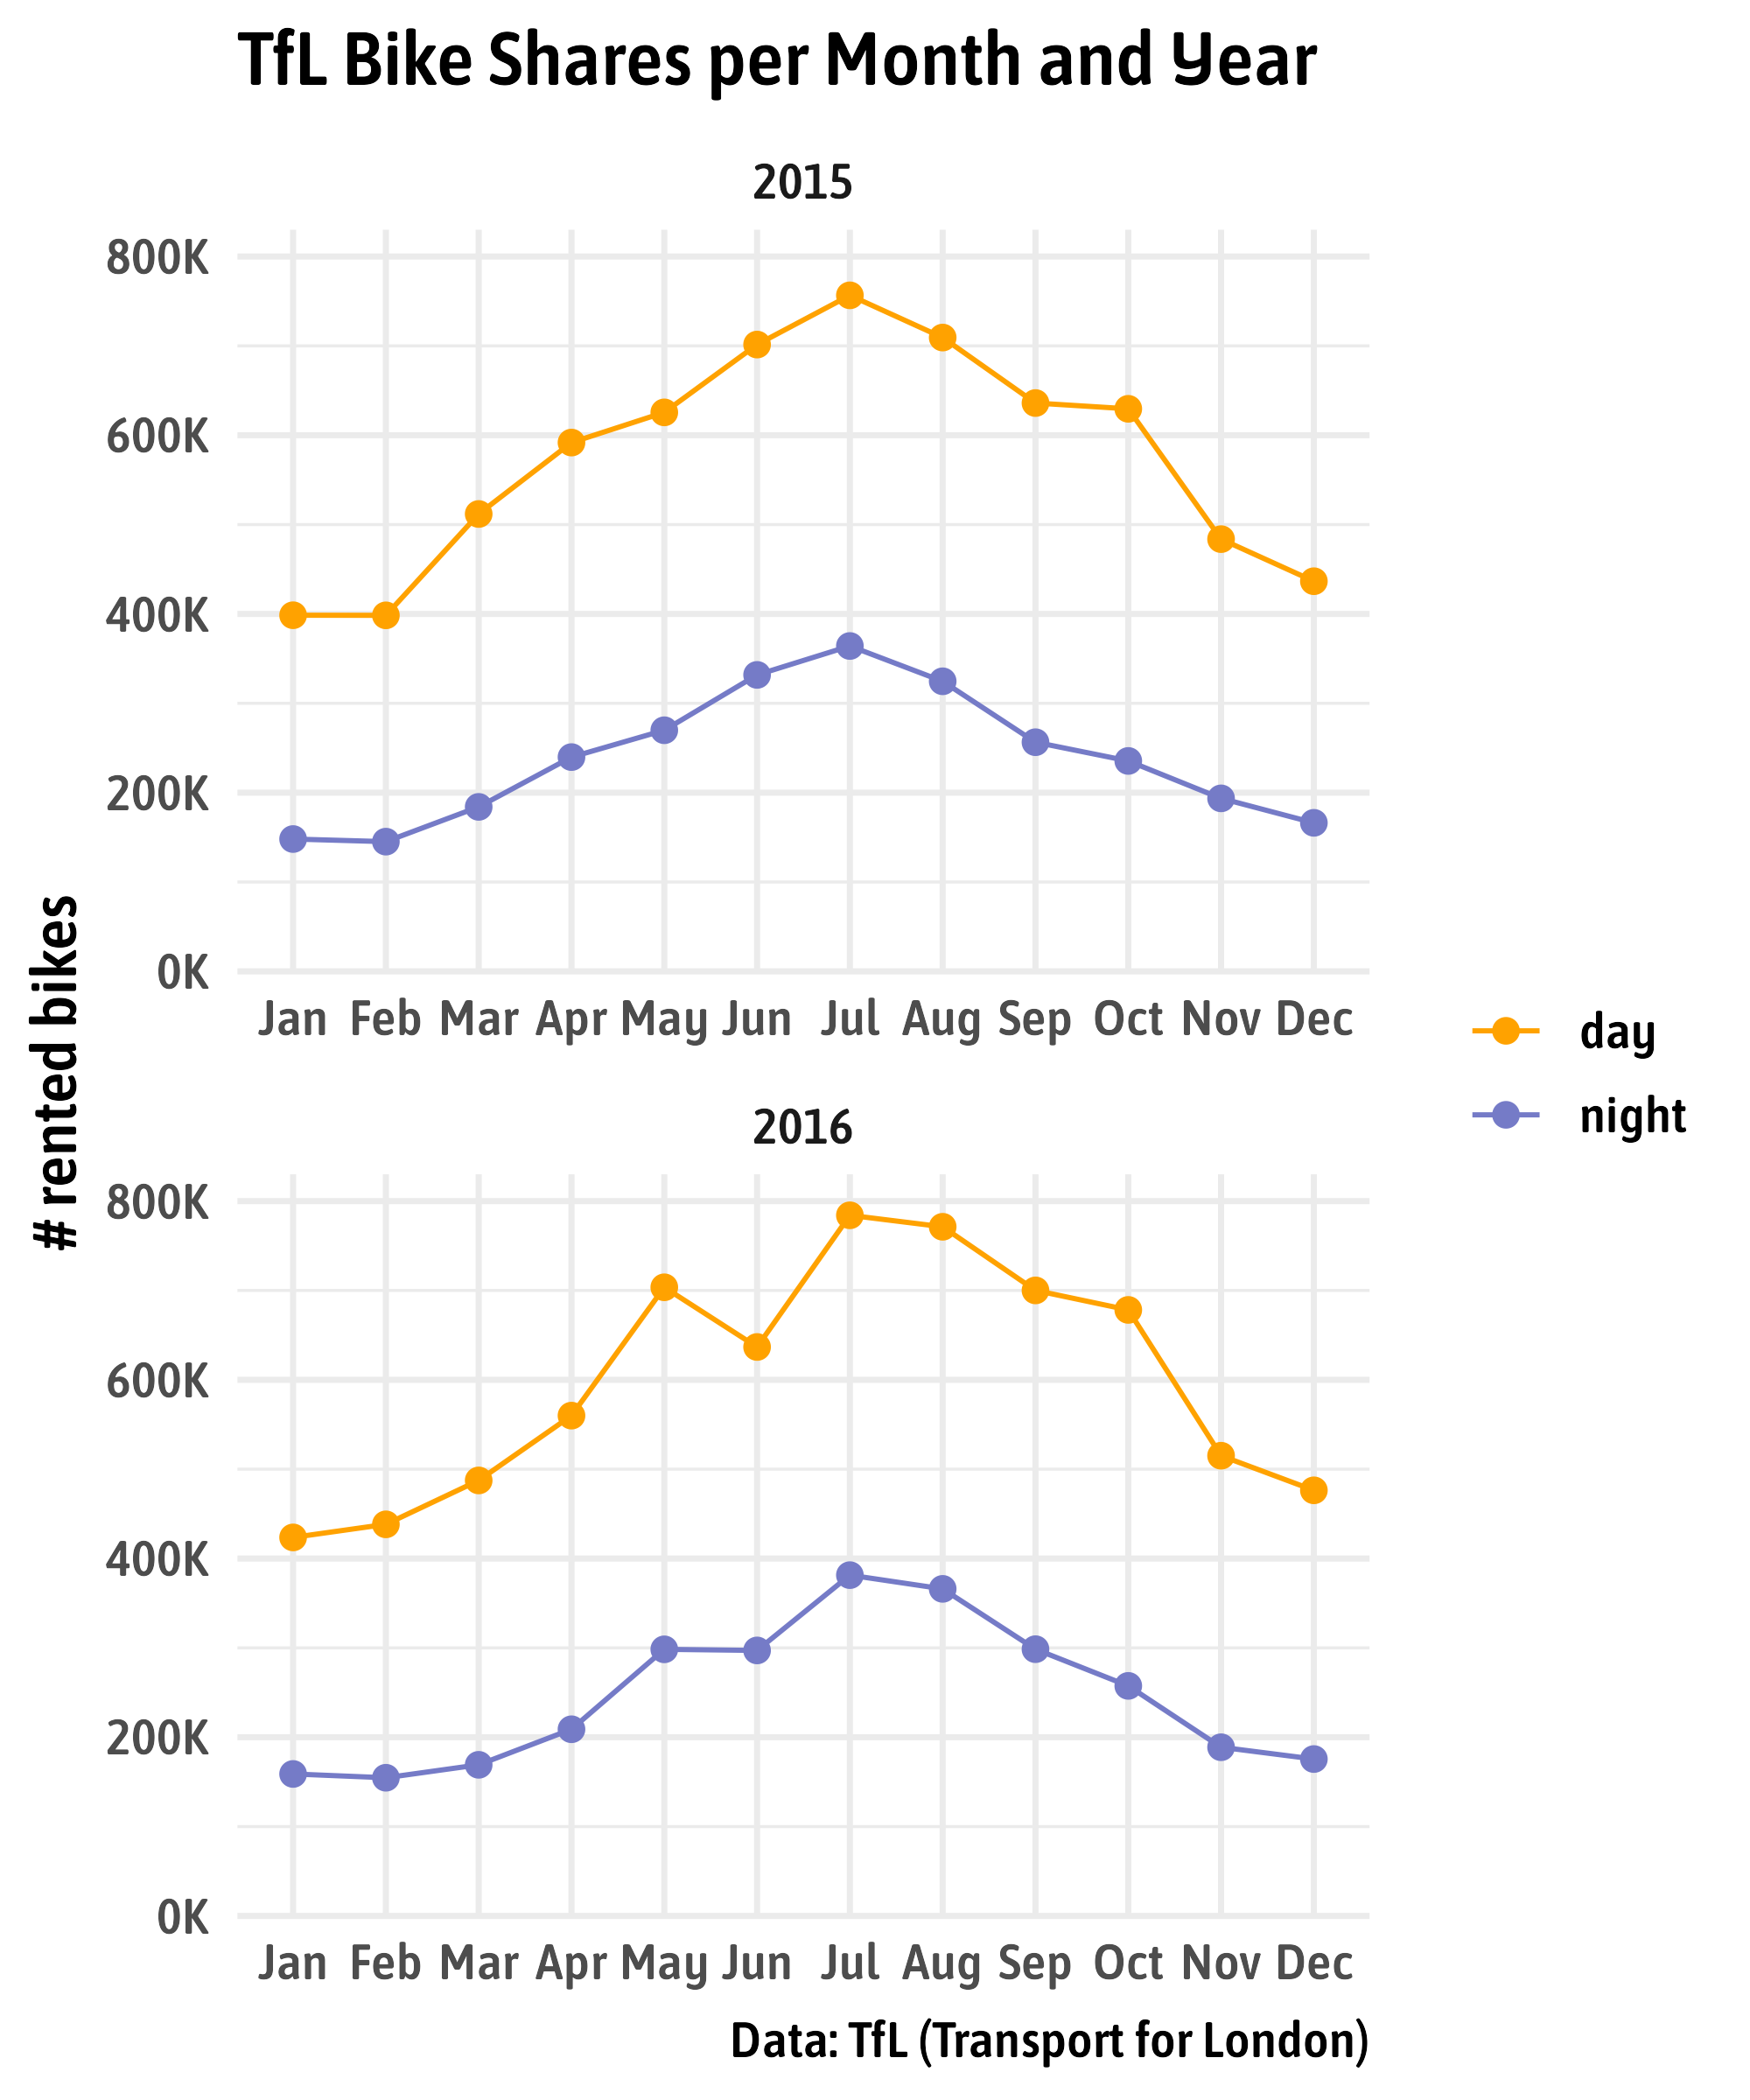 TfL Bike Shares per Month and Year
2015
800K
600K
400K
200K
0K
Jan Feb Mar Apr May Jun Jul Aug Sep Oct Nov Dec
# rented bikes
day
night
2016
800K
600K
400K
200K
0K
Jan Feb Mar Apr May Jun Jul Aug Sep Oct Nov Dec
Data: TfL (Transport for London)